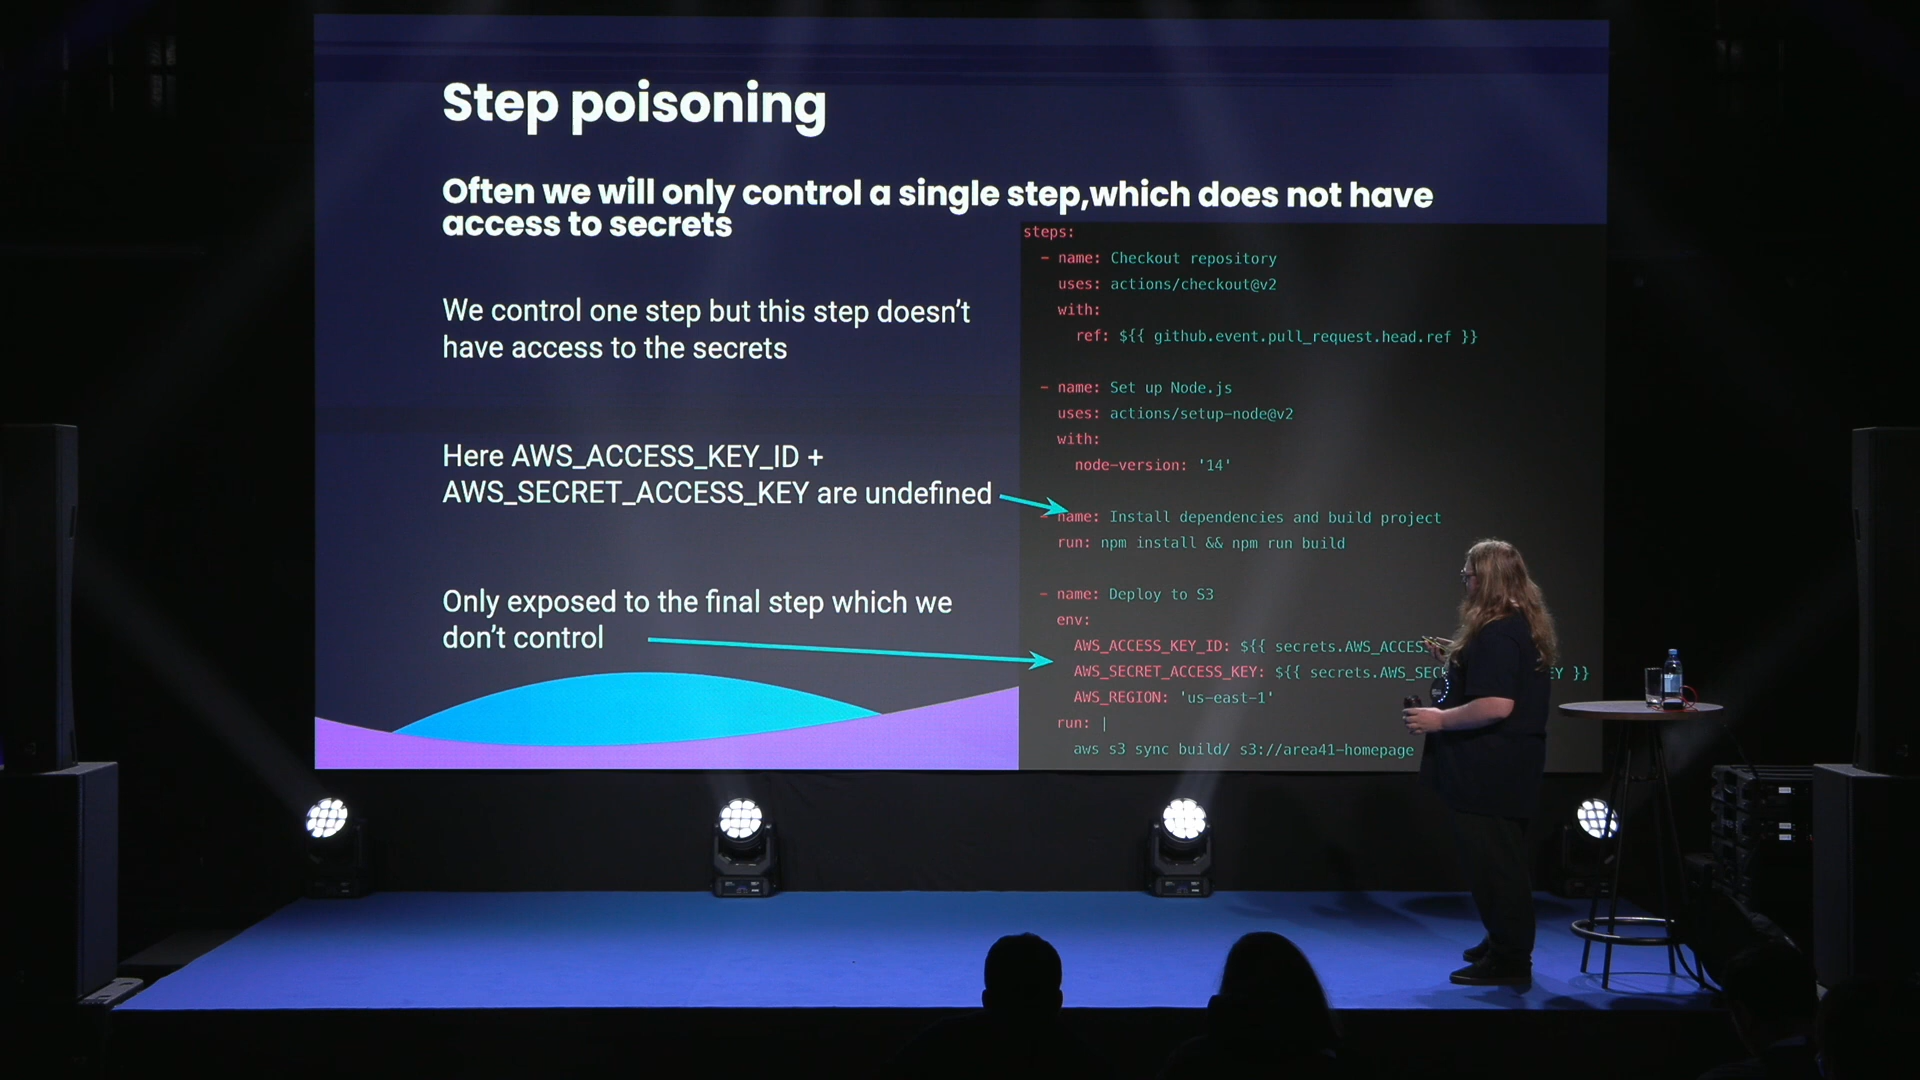 Step poisoning
Often we will only control a single step,which does not have
access to secrets
We control one step but this step doesn't
have access to the secrets
Here AWS_ACCESS_KEY_ID +
AWS_SECRET_ACCESS_KEY are undefined
Only exposed to the final step which we
don't control
steps:
- name: Checkout repository
uses: actions/checkout@v2
with:
ref: ${{ github.event.pull_request.head.ref }}
- name: Set up Node.js
uses: actions/setup-node@v2
with:
node-version: '14'
- name: Install dependencies and build project
run: npm install && npm run build
- name: Deploy to S3
env:
AWS_ACCESS_KEY_ID: ${{ secrets.AWS_ACCES
AWS_SECRET_ACCESS_KEY: ${{ secrets.AWS_SEC Y }}
AWS_REGION: 'us-east-1'
run: |
aws s3 sync build/ s3://area41-homepage